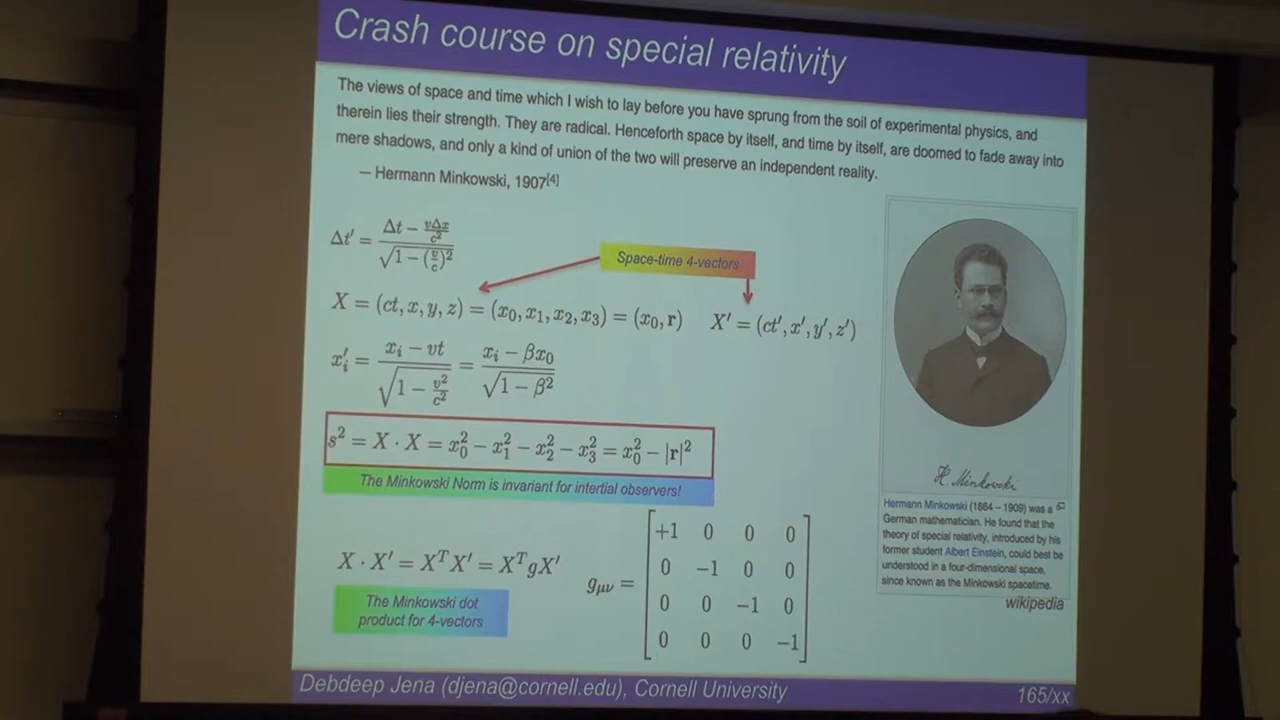 Crash course on special relativity
The views of space and time which I wish to lay before you have sprung from the soil of experimental physics, and
therein lies their strength. They are radical. Henceforth space by itself, and time by itself, are doomed to fade away into
mere shadows, and only a kind of union of the two will preserve an independent reality.
— Hermann Minkowski, 1907[4]
Δt′ = (Δt − vΔx/c²) / √(1 − (v/c)²)
Space-time 4-vectors
X = (ct, x, y, z) = (x₀, x₁, x₂, x₃) = (x₀, r) X′ = (ct′, x′, y′, z′)
x′ᵢ = (xᵢ − vt) / √(1 − v²/c²) = (xᵢ − βx₀) / √(1 − β²)
s² = X · X = x₀² − x₁² − x₂² − x₃² = x₀² − |r|²
The Minkowski Norm is invariant for intertial observers!
X · X′ = XᵀX′ = XᵀgX′
The Minkowski dot
product for 4-vectors
gμν =
+1 0 0 0
0 −1 0 0
0 0 −1 0
0 0 0 −1
H. Minkowski
Hermann Minkowski (1864 – 1909) was a
German mathematician. He found that the
theory of special relativity, introduced by his
former student Albert Einstein, could best be
understood in a four-dimensional space,
since known as the Minkowski spacetime.
wikipedia
Debdeep Jena (djena@cornell.edu), Cornell University
165/xx